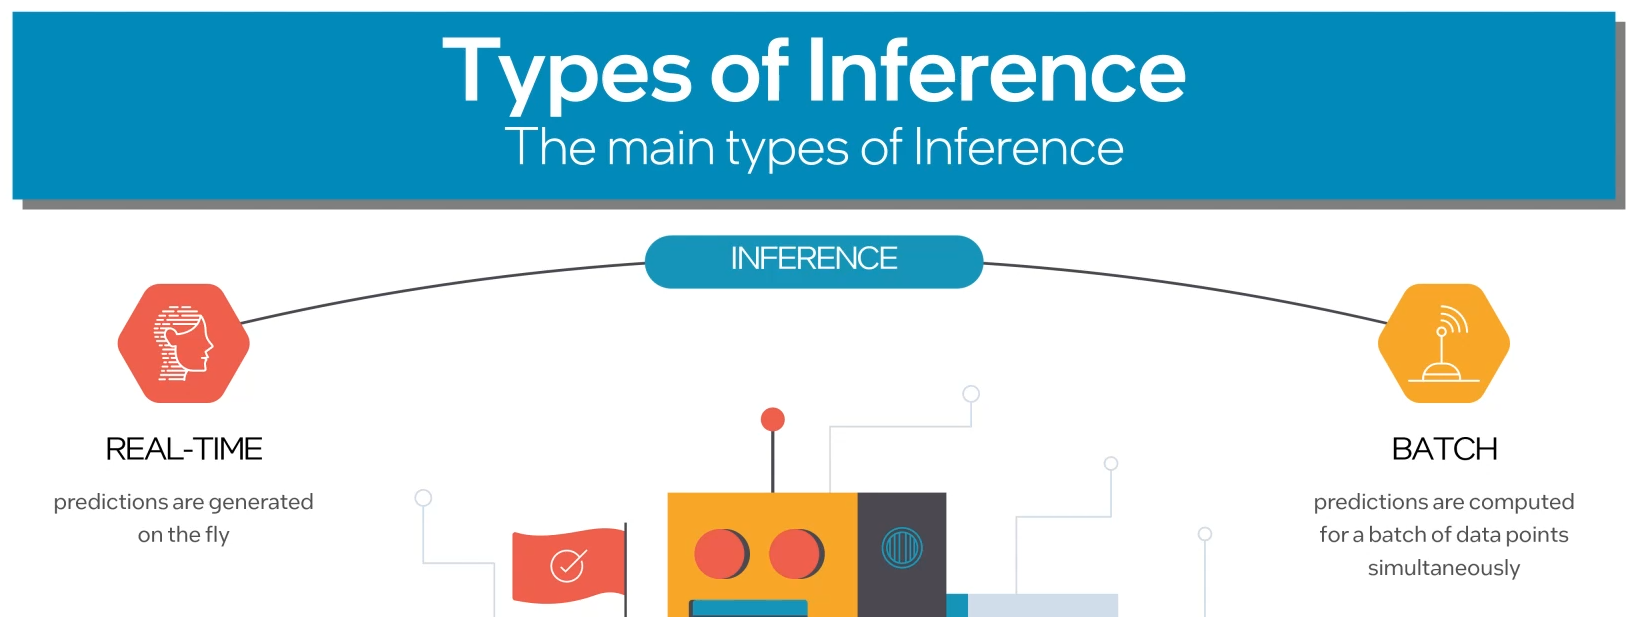 Types of Inference
The main types of Inference
INFERENCE
REAL-TIME
predictions are generated
on the fly
BATCH
predictions are computed
for a batch of data points
simultaneously